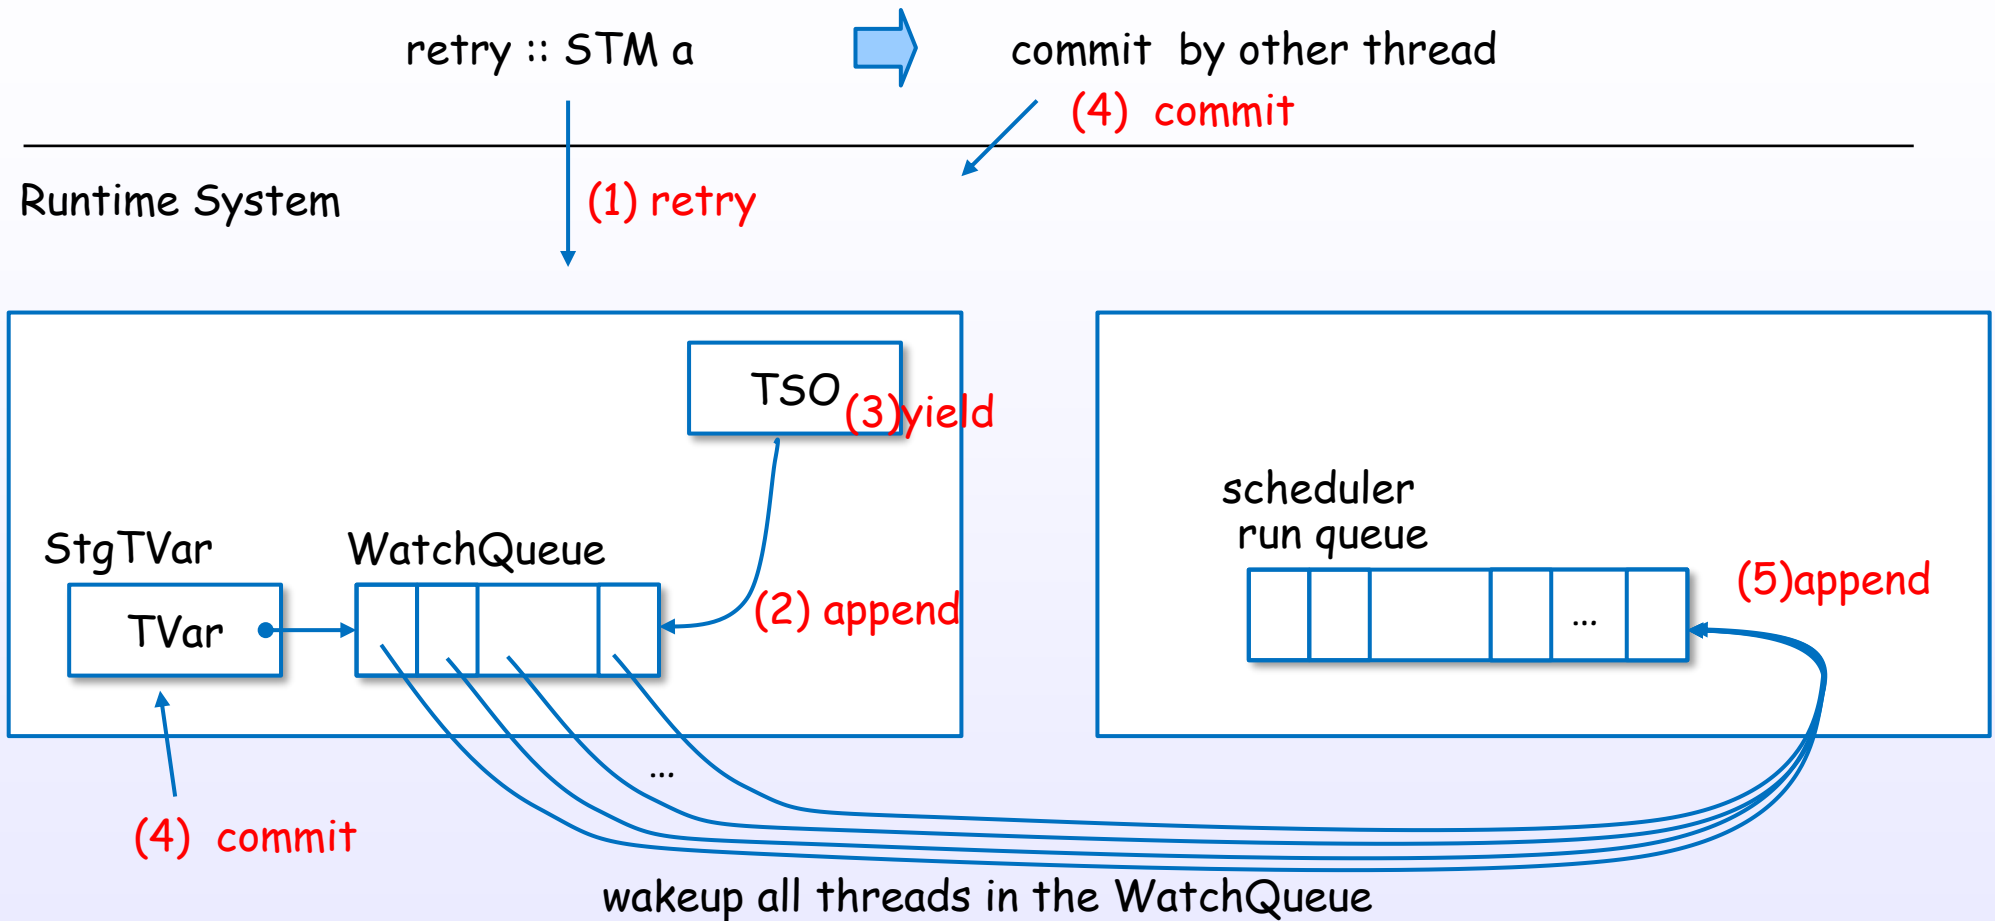 retry :: STM a
commit by other thread
(4) commit
Runtime System
(1) retry
TSO
(3)yield
scheduler
run queue
StgTVar
WatchQueue
TVar
(2) append
(5)append
...
...
(4) commit
wakeup all threads in the WatchQueue